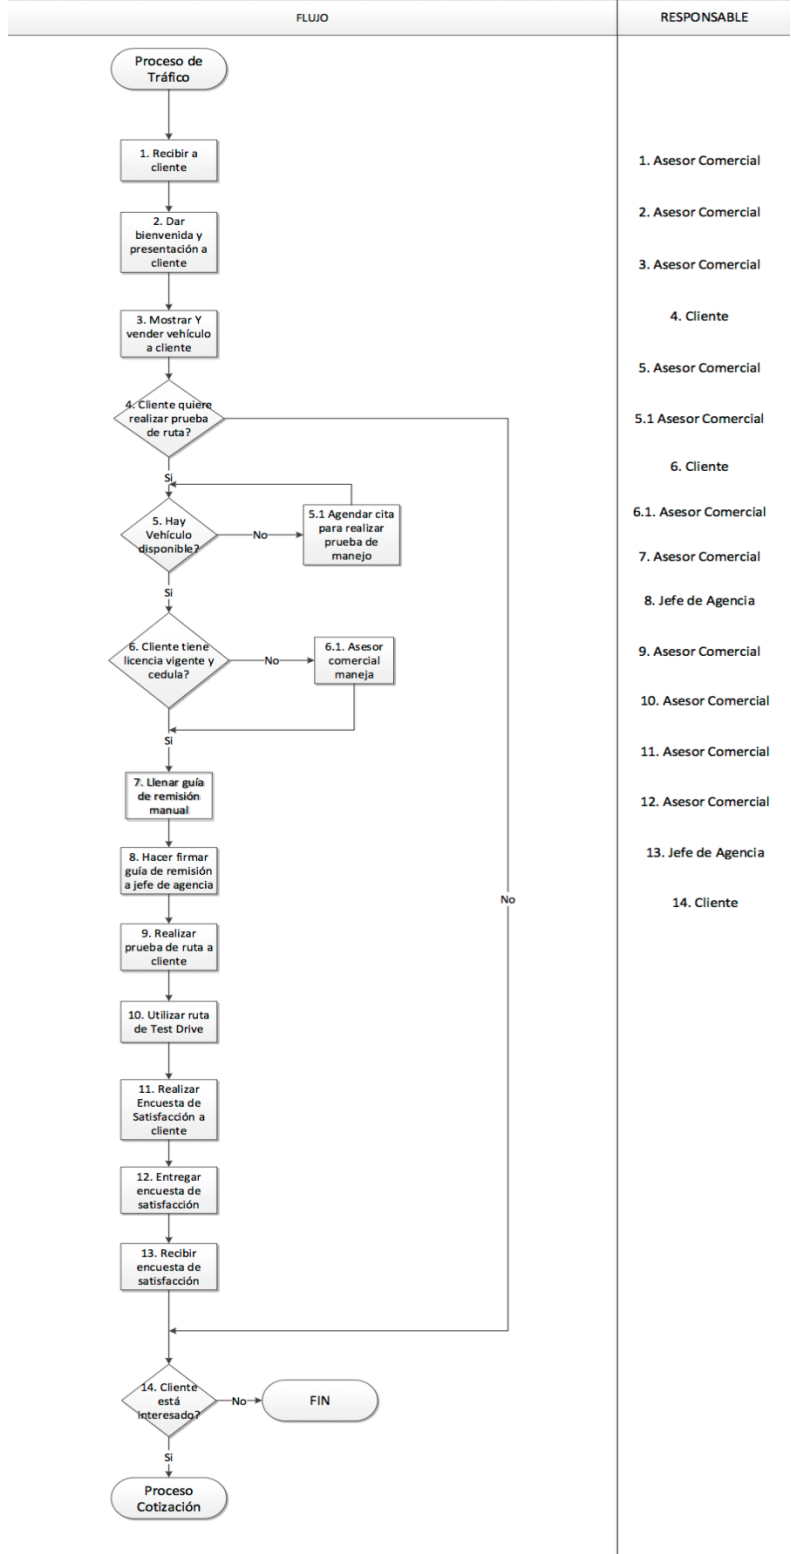 FLUJO
RESPONSABLE
Proceso de
Tráfico
1. Recibir a
cliente
2. Dar
bienvenida y
presentación a
cliente
3. Mostrar Y
vender vehículo
a cliente
4. Cliente quiere
realizar prueba
de ruta?
Si
5. Hay
Vehículo
disponible?
No
5.1 Agendar cita
para realizar
prueba de
manejo
Si
6. Cliente tiene
licencia vigente y
cedula?
No
6.1. Asesor
comercial
maneja
Si
7. Llenar guía
de remisión
manual
8. Hacer firmar
guía de remisión
a jefe de agencia
No
9. Realizar
prueba de ruta a
cliente
10. Utilizar ruta
de Test Drive
11. Realizar
Encuesta de
Satisfacción a
cliente
12. Entregar
encuesta de
satisfacción
13. Recibir
encuesta de
satisfacción
14. Cliente
está
interesado?
No
FIN
Si
Proceso
Cotización
1. Asesor Comercial
2. Asesor Comercial
3. Asesor Comercial
4. Cliente
5. Asesor Comercial
5.1 Asesor Comercial
6. Cliente
6.1. Asesor Comercial
7. Asesor Comercial
8. Jefe de Agencia
9. Asesor Comercial
10. Asesor Comercial
11. Asesor Comercial
12. Asesor Comercial
13. Jefe de Agencia
14. Cliente